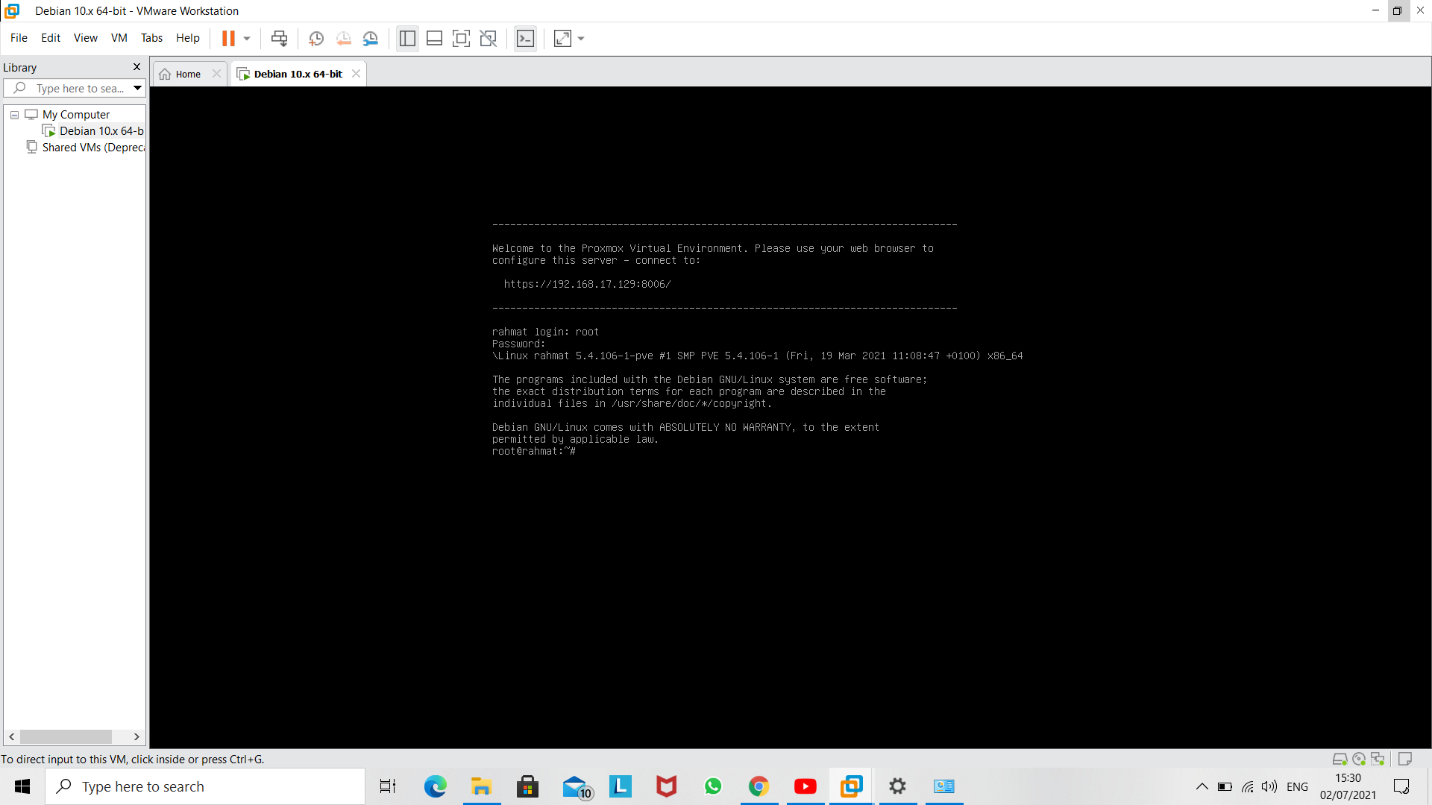 Debian 10.x 64-bit - VMware Workstation
File Edit View VM Tabs Help
Library
Type here to sea...
Home
Debian 10.x 64-bit
My Computer
Debian 10.x 64-b
Shared VMs (Depreca
------------------------------------------------------------------------------
Welcome to the Proxmox Virtual Environment. Please use your web browser to
configure this server - connect to:
https://192.168.17.129:8006/
------------------------------------------------------------------------------
rahmat login: root
Password:
\Linux rahmat 5.4.106-1-pve #1 SMP PVE 5.4.106-1 (Fri, 19 Mar 2021 11:08:47 +0100) x86_64
The programs included with the Debian GNU/Linux system are free software;
the exact distribution terms for each program are described in the
individual files in /usr/share/doc/*/copyright.
Debian GNU/Linux comes with ABSOLUTELY NO WARRANTY, to the extent
permitted by applicable law.
root@rahmat:~#
To direct input to this VM, click inside or press Ctrl+G.
Type here to search
10
L
ENG
15:30
02/07/2021